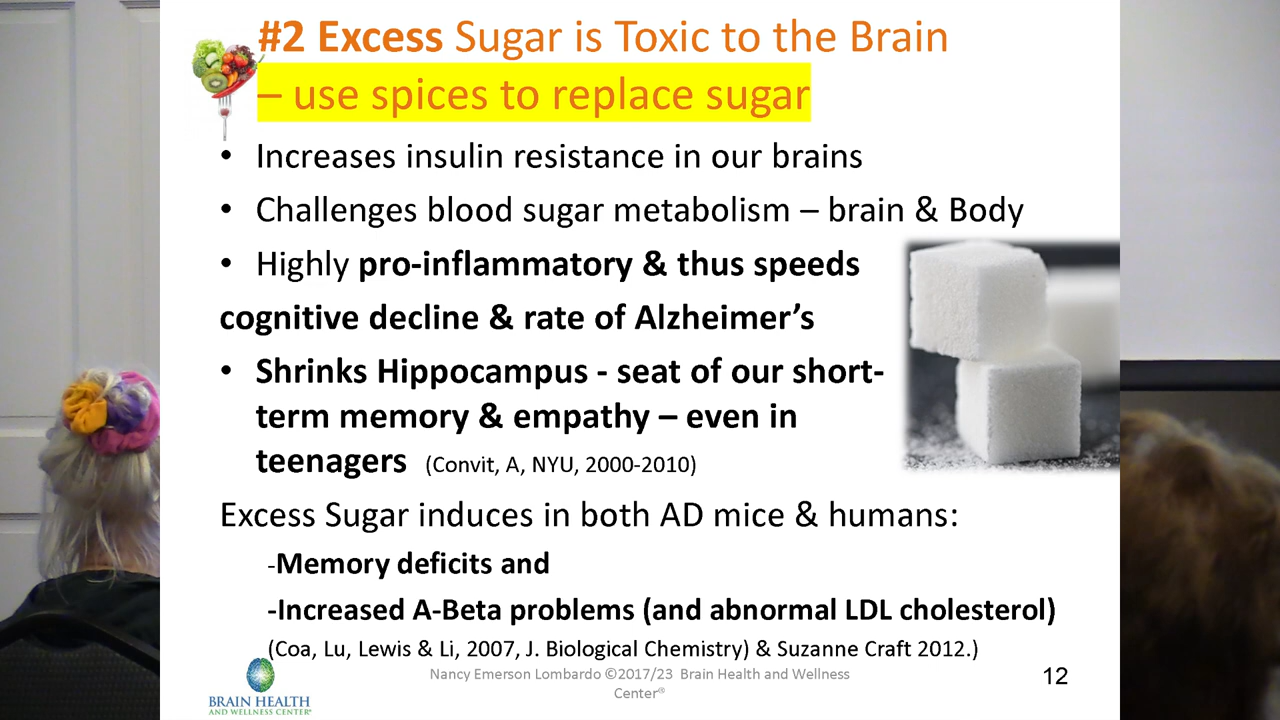 #2 Excess Sugar is Toxic to the Brain
– use spices to replace sugar
• Increases insulin resistance in our brains
• Challenges blood sugar metabolism – brain & Body
• Highly pro-inflammatory & thus speeds
cognitive decline & rate of Alzheimer’s
• Shrinks Hippocampus - seat of our short-
term memory & empathy – even in
teenagers (Convit, A, NYU, 2000-2010)
Excess Sugar induces in both AD mice & humans:
-Memory deficits and
-Increased A-Beta problems (and abnormal LDL cholesterol)
(Coa, Lu, Lewis & Li, 2007, J. Biological Chemistry) & Suzanne Craft 2012.)
Nancy Emerson Lombardo ©2017/23 Brain Health and Wellness
Center®
12
BRAIN HEALTH
AND WELLNESS CENTER®